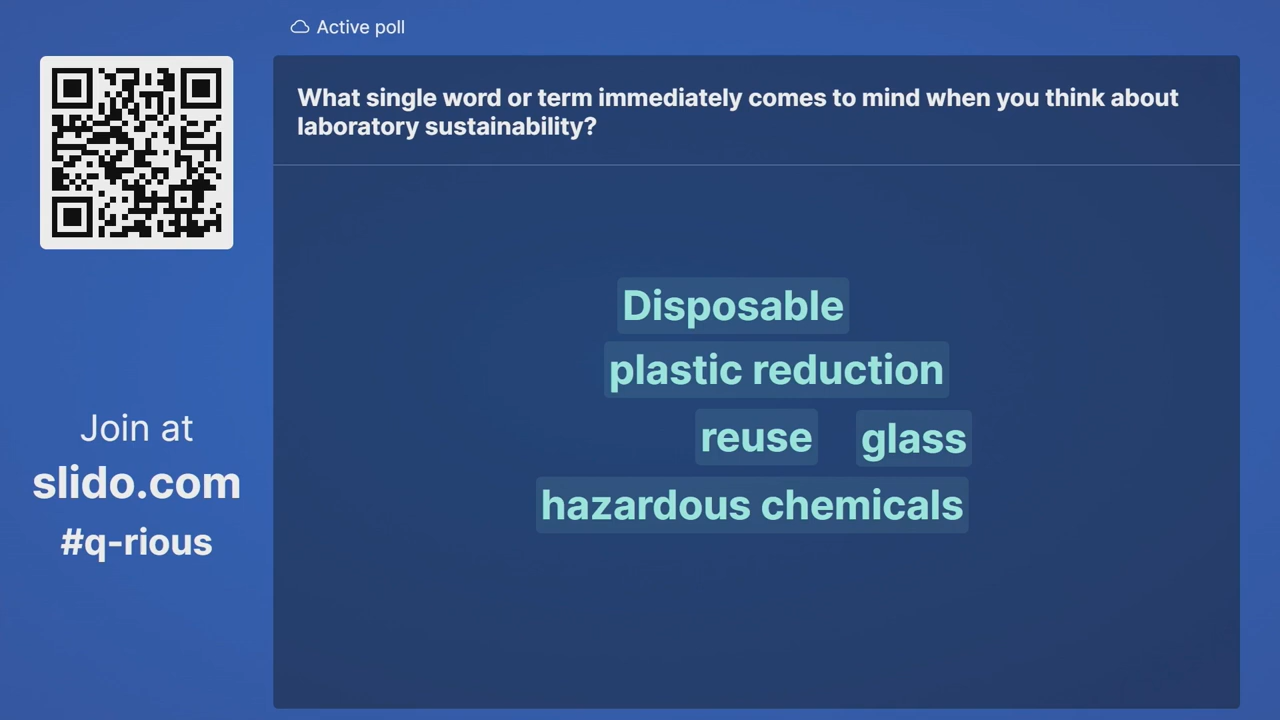 Active poll
What single word or term immediately comes to mind when you think about
laboratory sustainability?
Disposable
plastic reduction
reuse glass
hazardous chemicals
Join at
slido.com
#q-rious